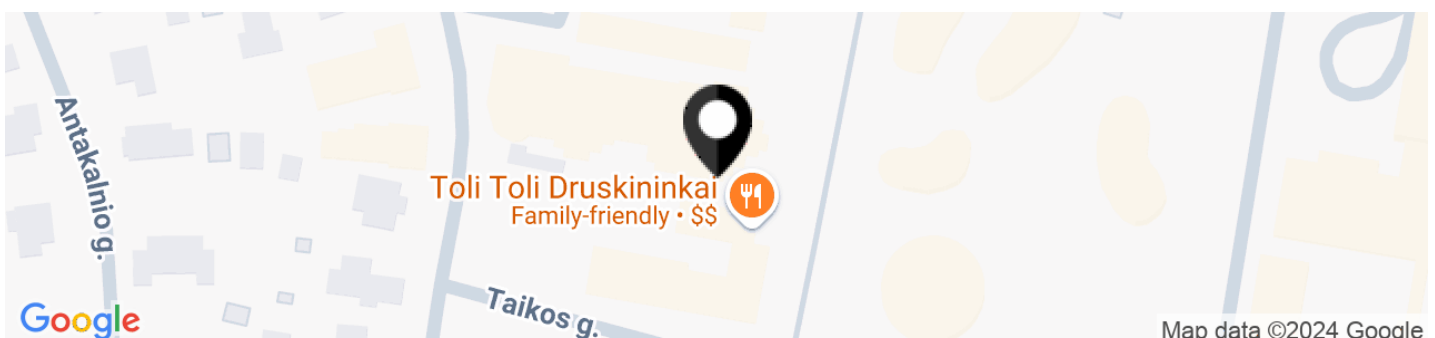 Antakalnio g.
Toli Toli Druskininkai
Family-friendly • $$
Taikos g.
Google
Map data ©2024 Google